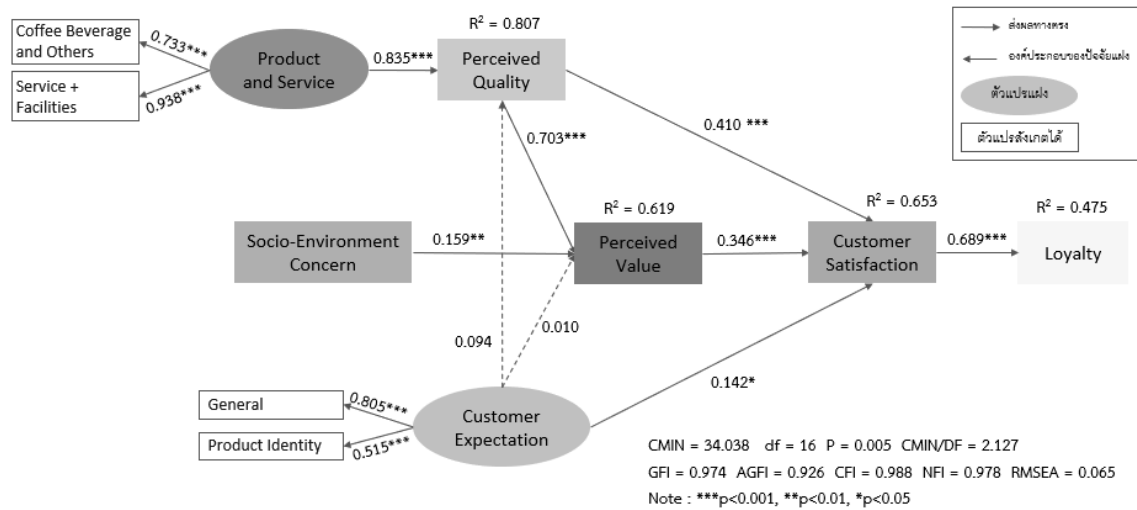 Coffee Beverage
and Others
Service +
Facilities
0.733***
0.938***
Product
and Service
0.835***
R² = 0.807
Perceived
Quality
0.703***
0.410 ***
ส่งผลทางตรง
องค์ประกอบของปัจจัยแฝง
ตัวแปรแฝง
ตัวแปรสังเกตได้
Socio-Environment
Concern
0.159**
R² = 0.619
Perceived
Value
0.346***
R² = 0.653
Customer
Satisfaction
0.689***
R² = 0.475
Loyalty
0.094
0.010
0.142*
General
Product Identity
0.805***
0.515***
Customer
Expectation
CMIN = 34.038 df = 16 P = 0.005 CMIN/DF = 2.127
GFI = 0.974 AGFI = 0.926 CFI = 0.988 NFI = 0.978 RMSEA = 0.065
Note : ***p<0.001, **p<0.01, *p<0.05